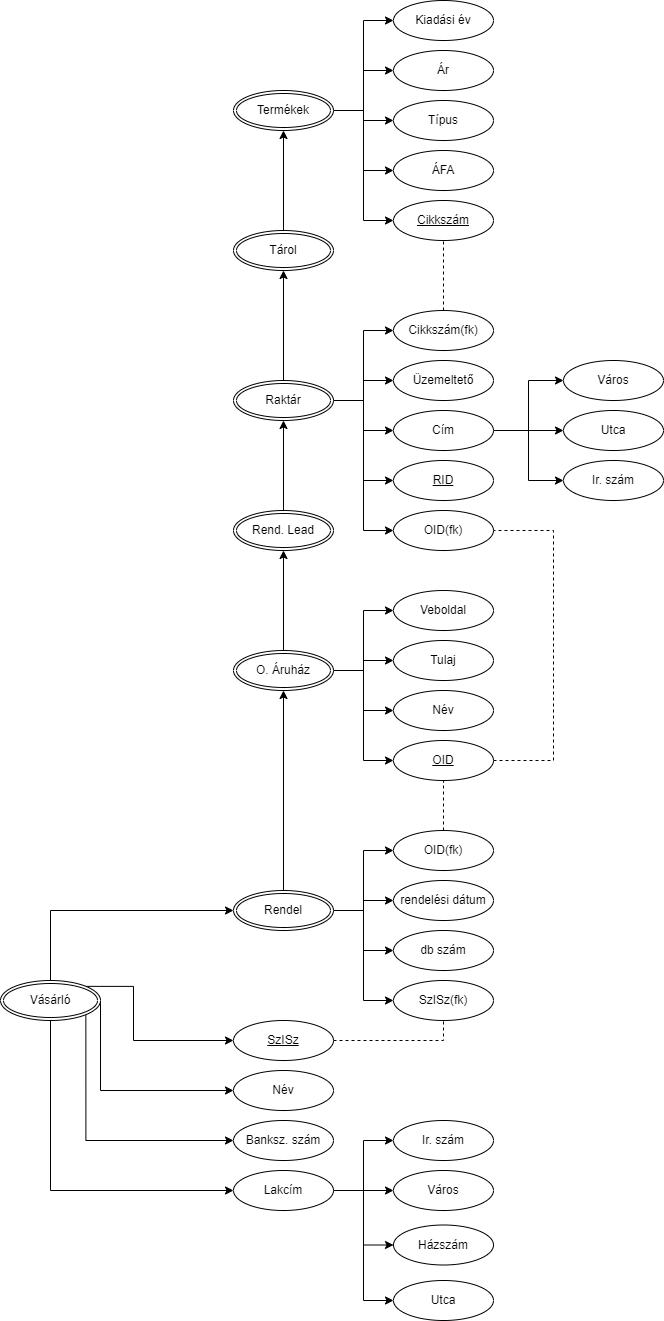 Kiadási év
Ár
Termékek
Típus
ÁFA
Cikkszám
Tárol
Cikkszám(fk)
Üzemeltető
Város
Raktár
Cím
Utca
RID
Ir. szám
Rend. Lead
OID(fk)
Veboldal
Tulaj
O. Áruház
Név
OID
OID(fk)
rendelési dátum
Rendel
db szám
SzISz(fk)
Vásárló
SzISz
Név
Banksz. szám
Ir. szám
Lakcím
Város
Házszám
Utca